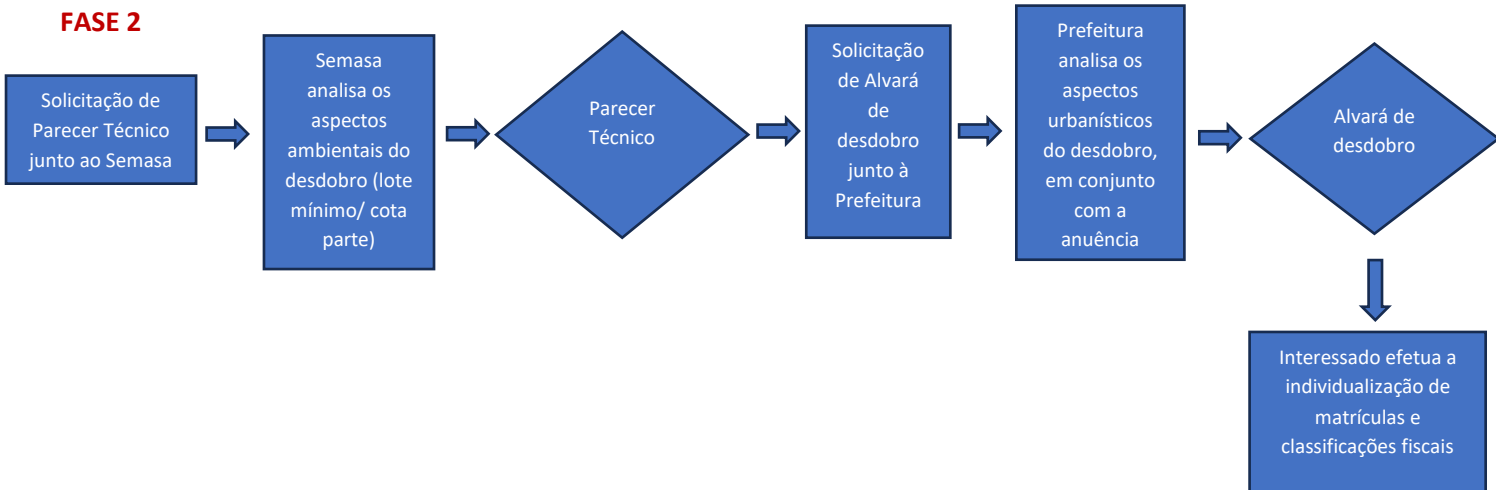 FASE 2
Solicitação de
Parecer Técnico
junto ao Semasa
Semasa
analisa os
aspectos
ambientais do
desdobro (lote
mínimo/ cota
parte)
Parecer
Técnico
Solicitação
de Alvará
de
desdobro
junto à
Prefeitura
Prefeitura
analisa os
aspectos
urbanísticos
do desdobro,
em conjunto
com a
anuência
Alvará de
desdobro
Interessado efetua a
individualização de
matrículas e
classificações fiscais